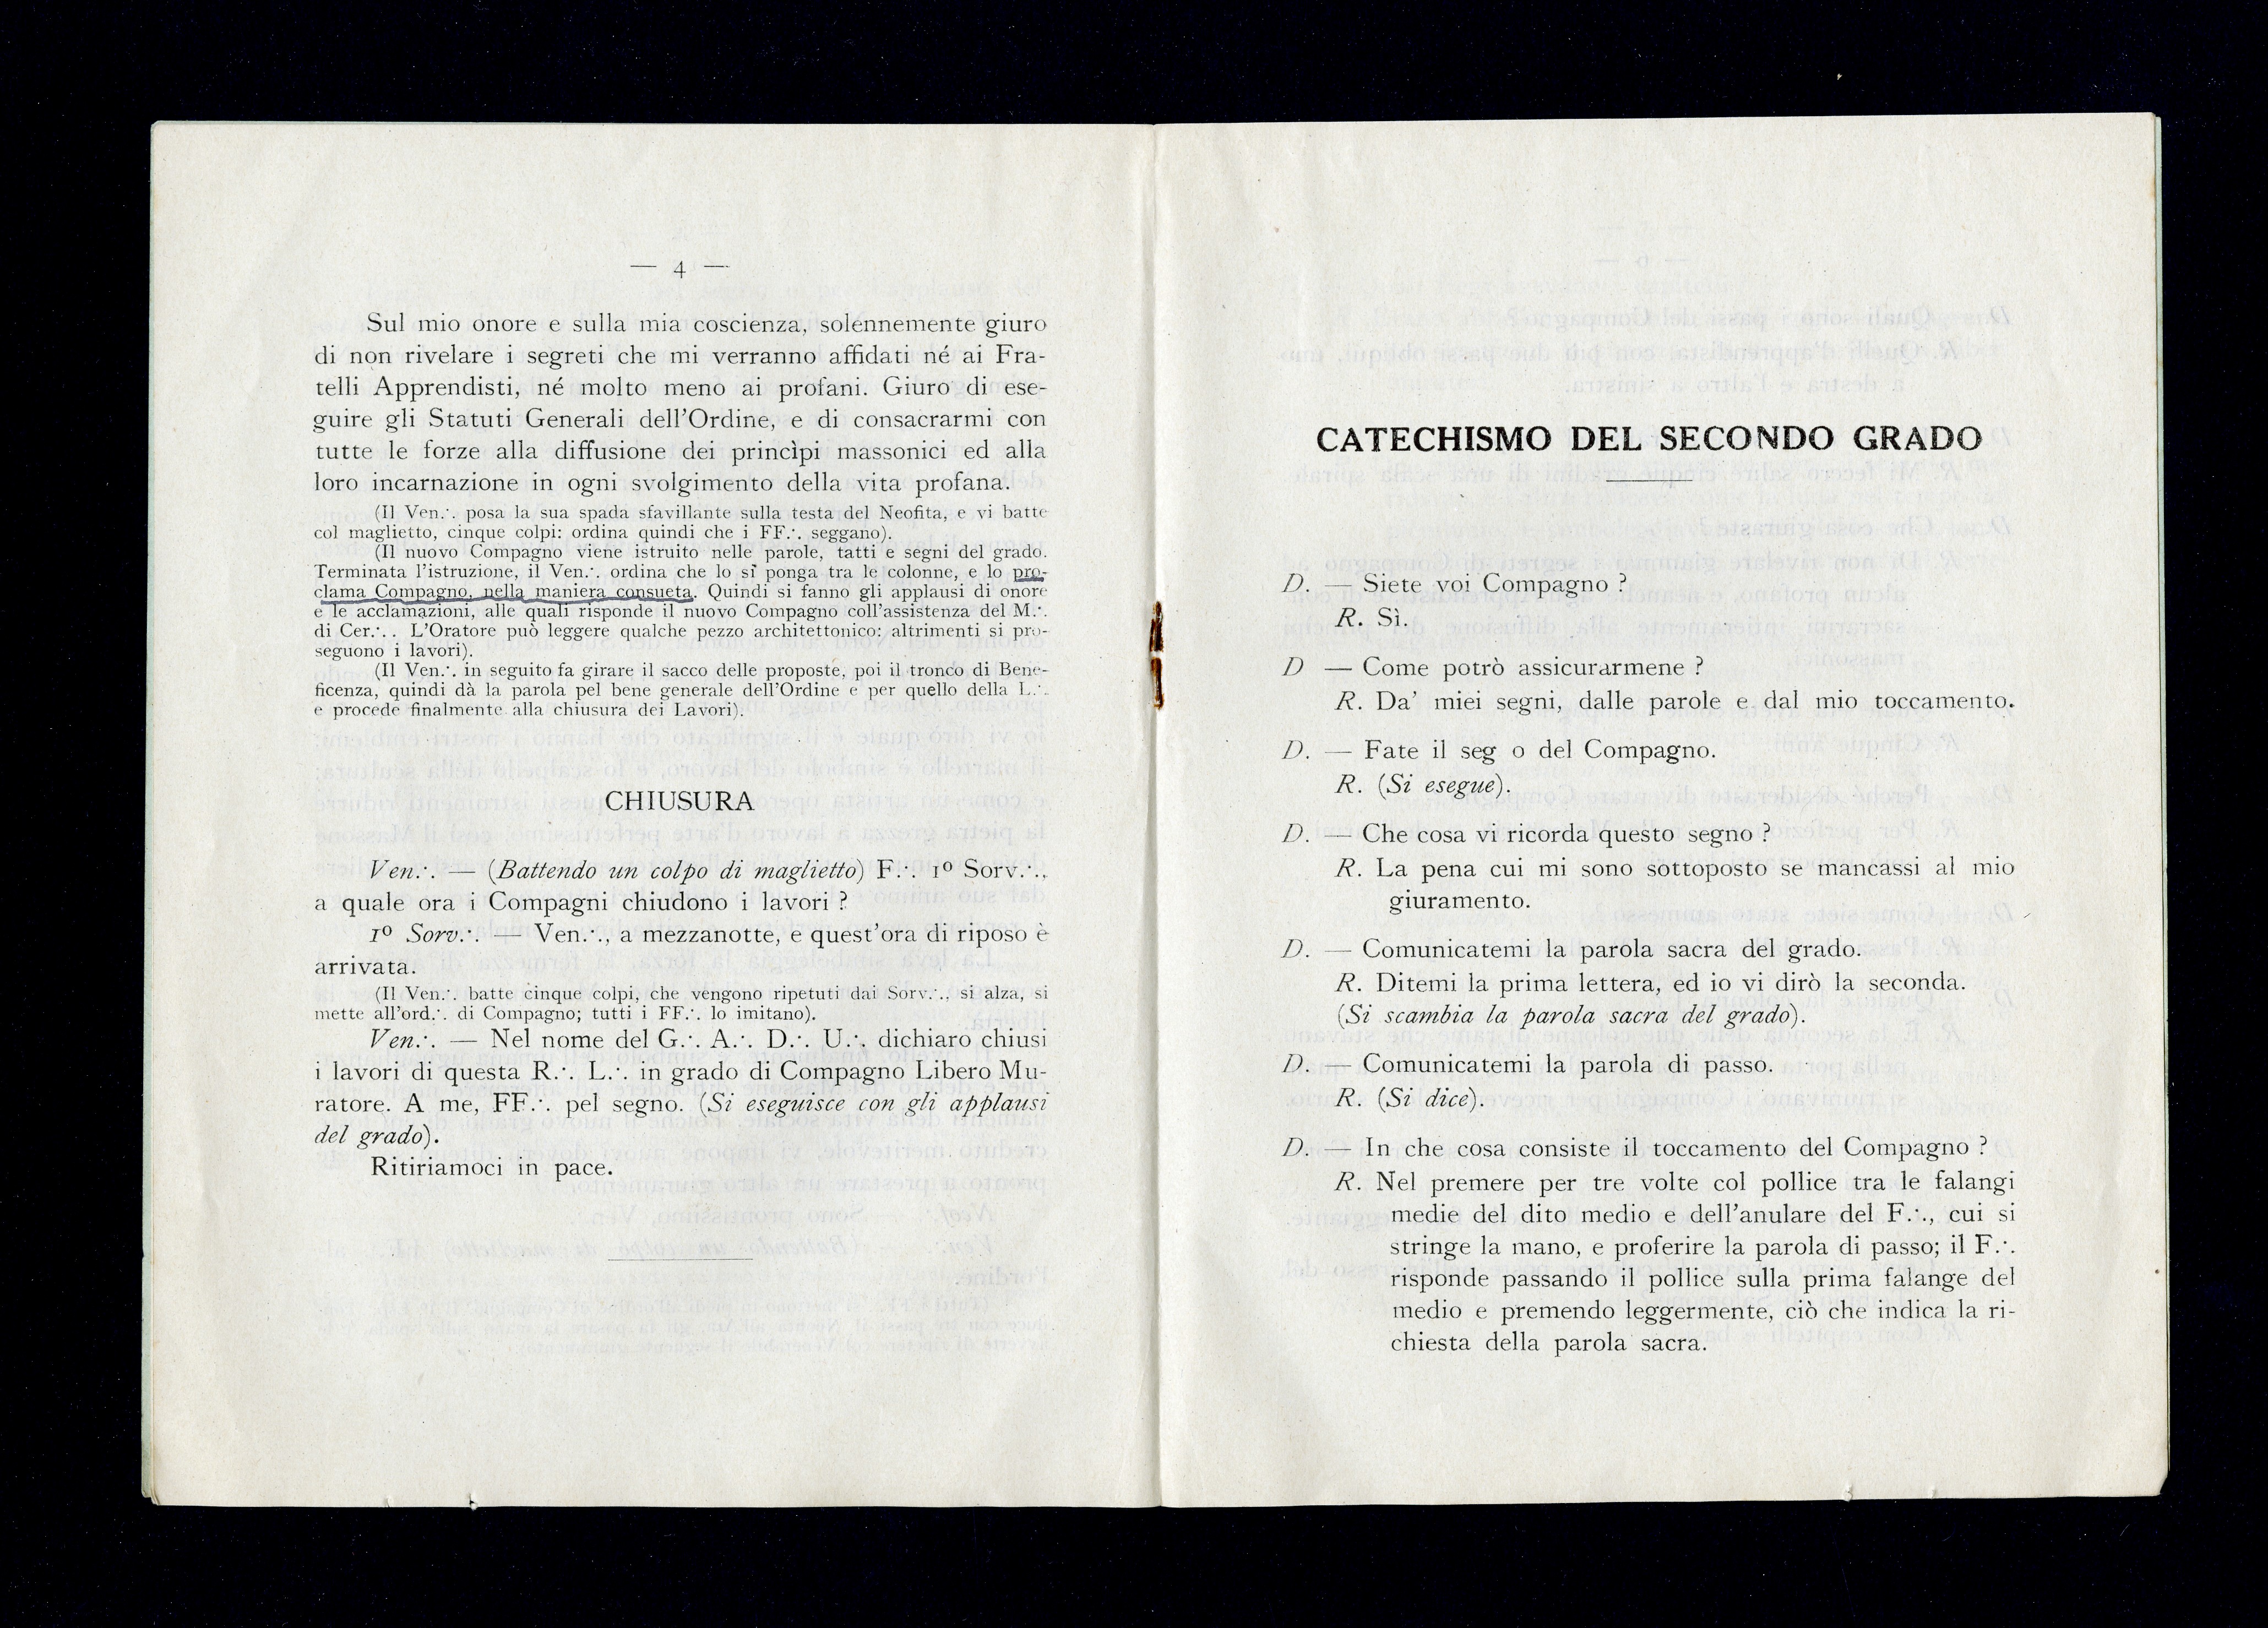 — 4 —
Sul mio onore e sulla mia coscienza, solennemente giuro
di non rivelare i segreti che mi verranno affidati né ai Fra-
telli Apprendisti, né molto meno ai profani. Giuro di ese-
guire gli Statuti Generali dell'Ordine, e di consacrarmi con
tutte le forze alla diffusione dei princìpi massonici ed alla
loro incarnazione in ogni svolgimento della vita profana.
(Il Ven∴ posa la sua spada sfavillante sulla testa del Neofita, e vi batte
col maglietto, cinque colpi: ordina quindi che i FF∴ seggano).
(Il nuovo Compagno viene istruito nelle parole, tatti e segni del grado.
Terminata l'istruzione, il Ven∴ ordina che lo si ponga tra le colonne, e lo pro-
clama Compagno, nella maniera consueta. Quindi si fanno gli applausi di onore
e le acclamazioni, alle quali risponde il nuovo Compagno coll'assistenza del M∴
di Cer∴. L'Oratore può leggere qualche pezzo architettonico: altrimenti si pro-
seguono i lavori).
(Il Ven∴ in seguito fa girare il sacco delle proposte, poi il tronco di Bene-
ficenza, quindi dà la parola pel bene generale dell'Ordine e per quello della L∴
e procede finalmente alla chiusura dei Lavori).
CHIUSURA
Ven∴ — (Battendo un colpo di maglietto) F∴ 1º Sorv∴,
a quale ora i Compagni chiudono i lavori ?
1º Sorv∴ — Ven∴, a mezzanotte, e quest'ora di riposo è
arrivata.
(Il Ven∴ batte cinque colpi, che vengono ripetuti dai Sorv∴, si alza, si
mette all'ord∴ di Compagno; tutti i FF∴ lo imitano).
Ven∴ — Nel nome del G∴ A∴ D∴ U∴ dichiaro chiusi
i lavori di questa R∴ L∴ in grado di Compagno Libero Mu-
ratore. A me, FF∴ pel segno. (Si eseguisce con gli applausi
del grado).
Ritiriamoci in pace.
CATECHISMO DEL SECONDO GRADO
D. — Siete voi Compagno ?
R. Sì.
D — Come potrò assicurarmene ?
R. Da' miei segni, dalle parole e dal mio toccamento.
D. — Fate il seg o del Compagno.
R. (Si esegue).
D. — Che cosa vi ricorda questo segno ?
R. La pena cui mi sono sottoposto se mancassi al mio
giuramento.
D. — Comunicatemi la parola sacra del grado.
R. Ditemi la prima lettera, ed io vi dirò la seconda.
(Si scambia la parola sacra del grado).
D. — Comunicatemi la parola di passo.
R. (Si dice).
D. — In che cosa consiste il toccamento del Compagno ?
R. Nel premere per tre volte col pollice tra le falangi
medie del dito medio e dell'anulare del F∴, cui si
stringe la mano, e proferire la parola di passo; il F∴
risponde passando il pollice sulla prima falange del
medio e premendo leggermente, ciò che indica la ri-
chiesta della parola sacra.